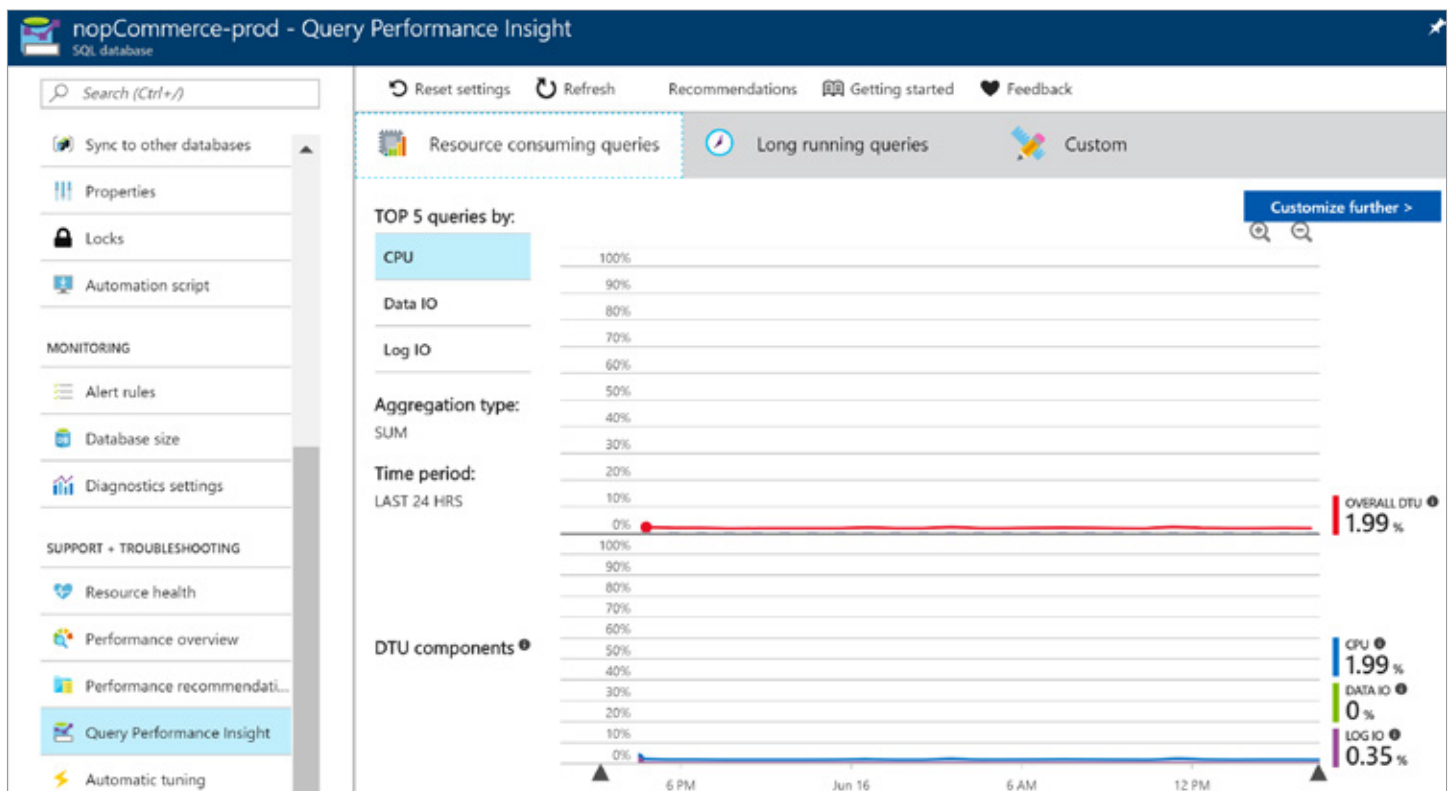 nopCommerce-prod - Query Performance Insight
SQL database
Search (Ctrl+/)
Sync to other databases
Properties
Locks
Automation script
MONITORING
Alert rules
Database size
Diagnostics settings
SUPPORT + TROUBLESHOOTING
Resource health
Performance overview
Performance recommendati...
Query Performance Insight
Automatic tuning
Reset settings Refresh Recommendations Getting started Feedback
Resource consuming queries Long running queries Custom
Customize further >
TOP 5 queries by:
CPU
Data IO
Log IO
Aggregation type:
SUM
Time period:
LAST 24 HRS
100%
90%
80%
70%
60%
50%
40%
30%
20%
10%
0%
OVERALL DTU
1.99 %
DTU components
100%
90%
80%
70%
60%
50%
40%
30%
20%
10%
0%
CPU
1.99 %
DATA IO
0 %
LOG IO
0.35 %
6 PM Jun 16 6 AM 12 PM